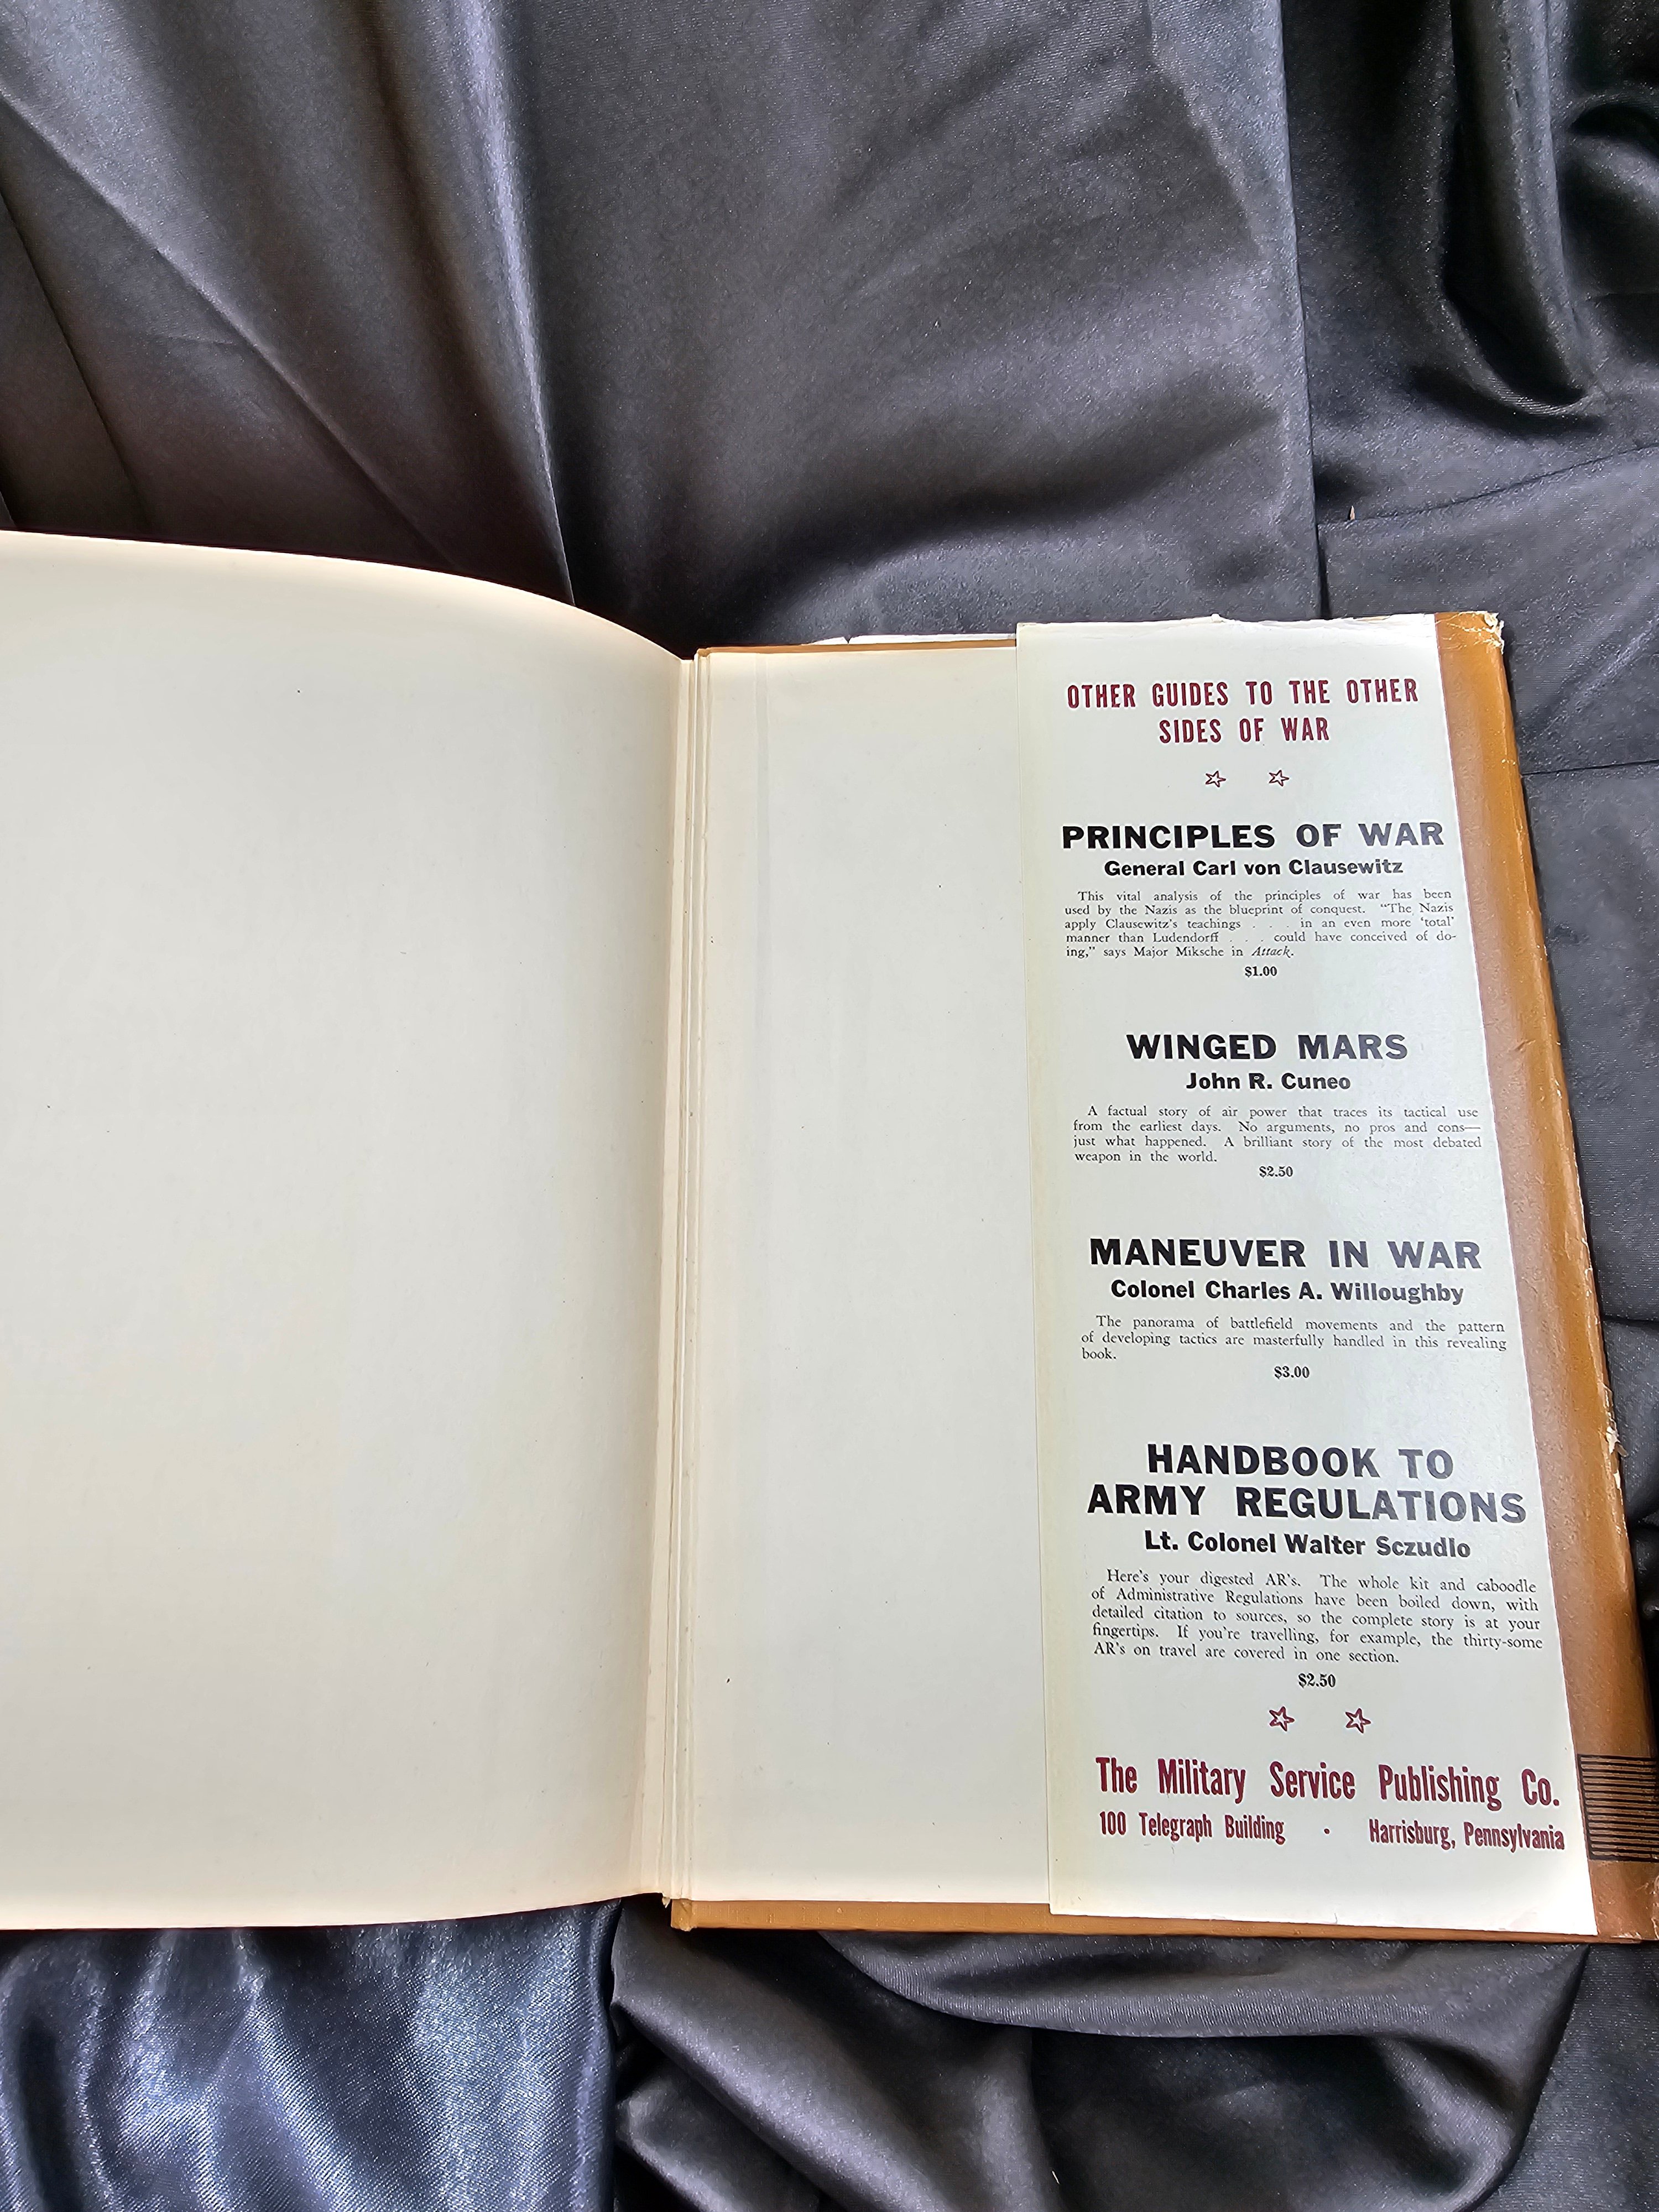 OTHER GUIDES TO THE OTHER
SIDES OF WAR
PRINCIPLES OF WAR
General Carl von Clausewitz
This vital analysis of the principles of war has been
used by the Nazis as the blueprint of conquest. "The Nazis
apply Clausewitz's teachings . . . in an even more 'total'
manner than Ludendorff . . . could have conceived of do-
ing," says Major Miksche in Attack.
$1.00
WINGED MARS
John R. Cuneo
A factual story of air power that traces its tactical use
from the earliest days. No arguments, no pros and cons—
just what happened. A brilliant story of the most debated
weapon in the world.
$2.50
MANEUVER IN WAR
Colonel Charles A. Willoughby
The panorama of battlefield movements and the pattern
of developing tactics are masterfully handled in this revealing
book.
$3.00
HANDBOOK TO
ARMY REGULATIONS
Lt. Colonel Walter Sczudlo
Here's your digested AR's. The whole kit and caboodle
of Administrative Regulations have been boiled down, with
detailed citation to sources, so the complete story is at your
fingertips. If you're travelling, for example, the thirty-some
AR's on travel are covered in one section.
$2.50
The Military Service Publishing Co.
100 Telegraph Building • Harrisburg, Pennsylvania